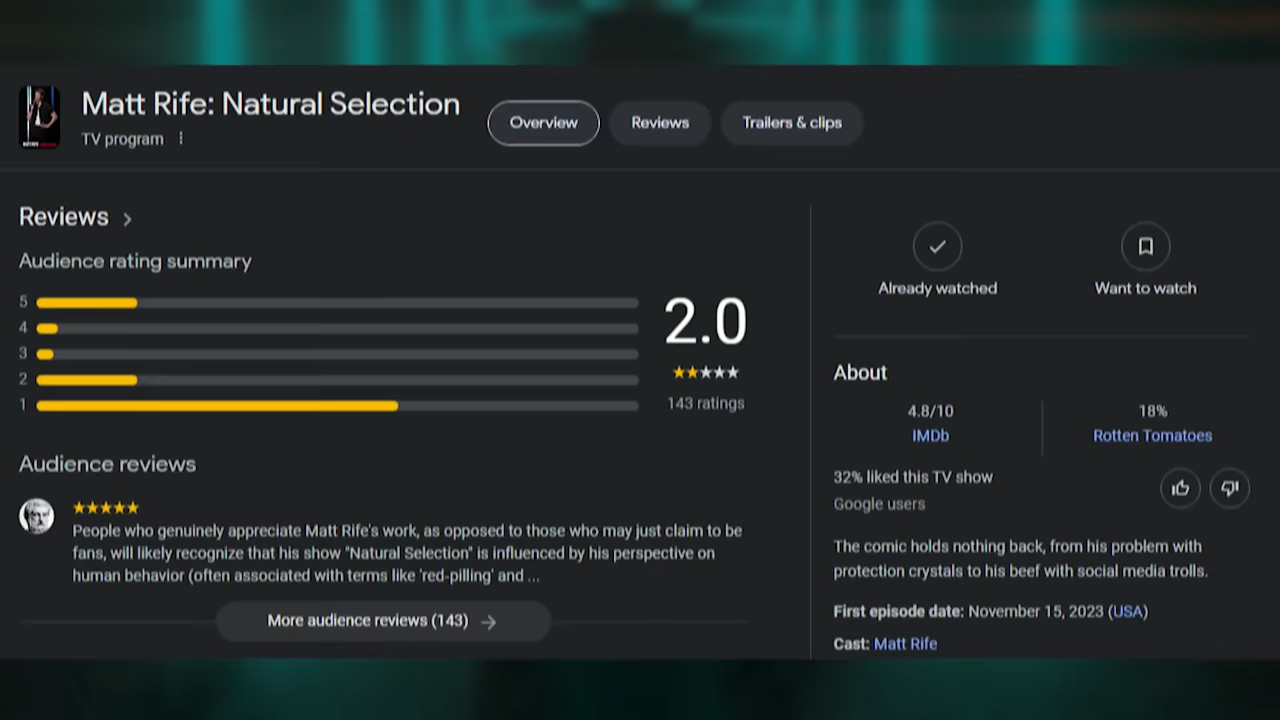 Matt Rife: Natural Selection
TV program
Overview
Reviews
Trailers & clips
Reviews
Audience rating summary
5
4
3
2
1
2.0
143 ratings
Audience reviews
People who genuinely appreciate Matt Rife's work, as opposed to those who may just claim to be
fans, will likely recognize that his show "Natural Selection" is influenced by his perspective on
human behavior (often associated with terms like 'red-pilling' and ...
More audience reviews (143)
Already watched
Want to watch
About
4.8/10
IMDb
18%
Rotten Tomatoes
32% liked this TV show
Google users
The comic holds nothing back, from his problem with
protection crystals to his beef with social media trolls.
First episode date: November 15, 2023 (USA)
Cast: Matt Rife